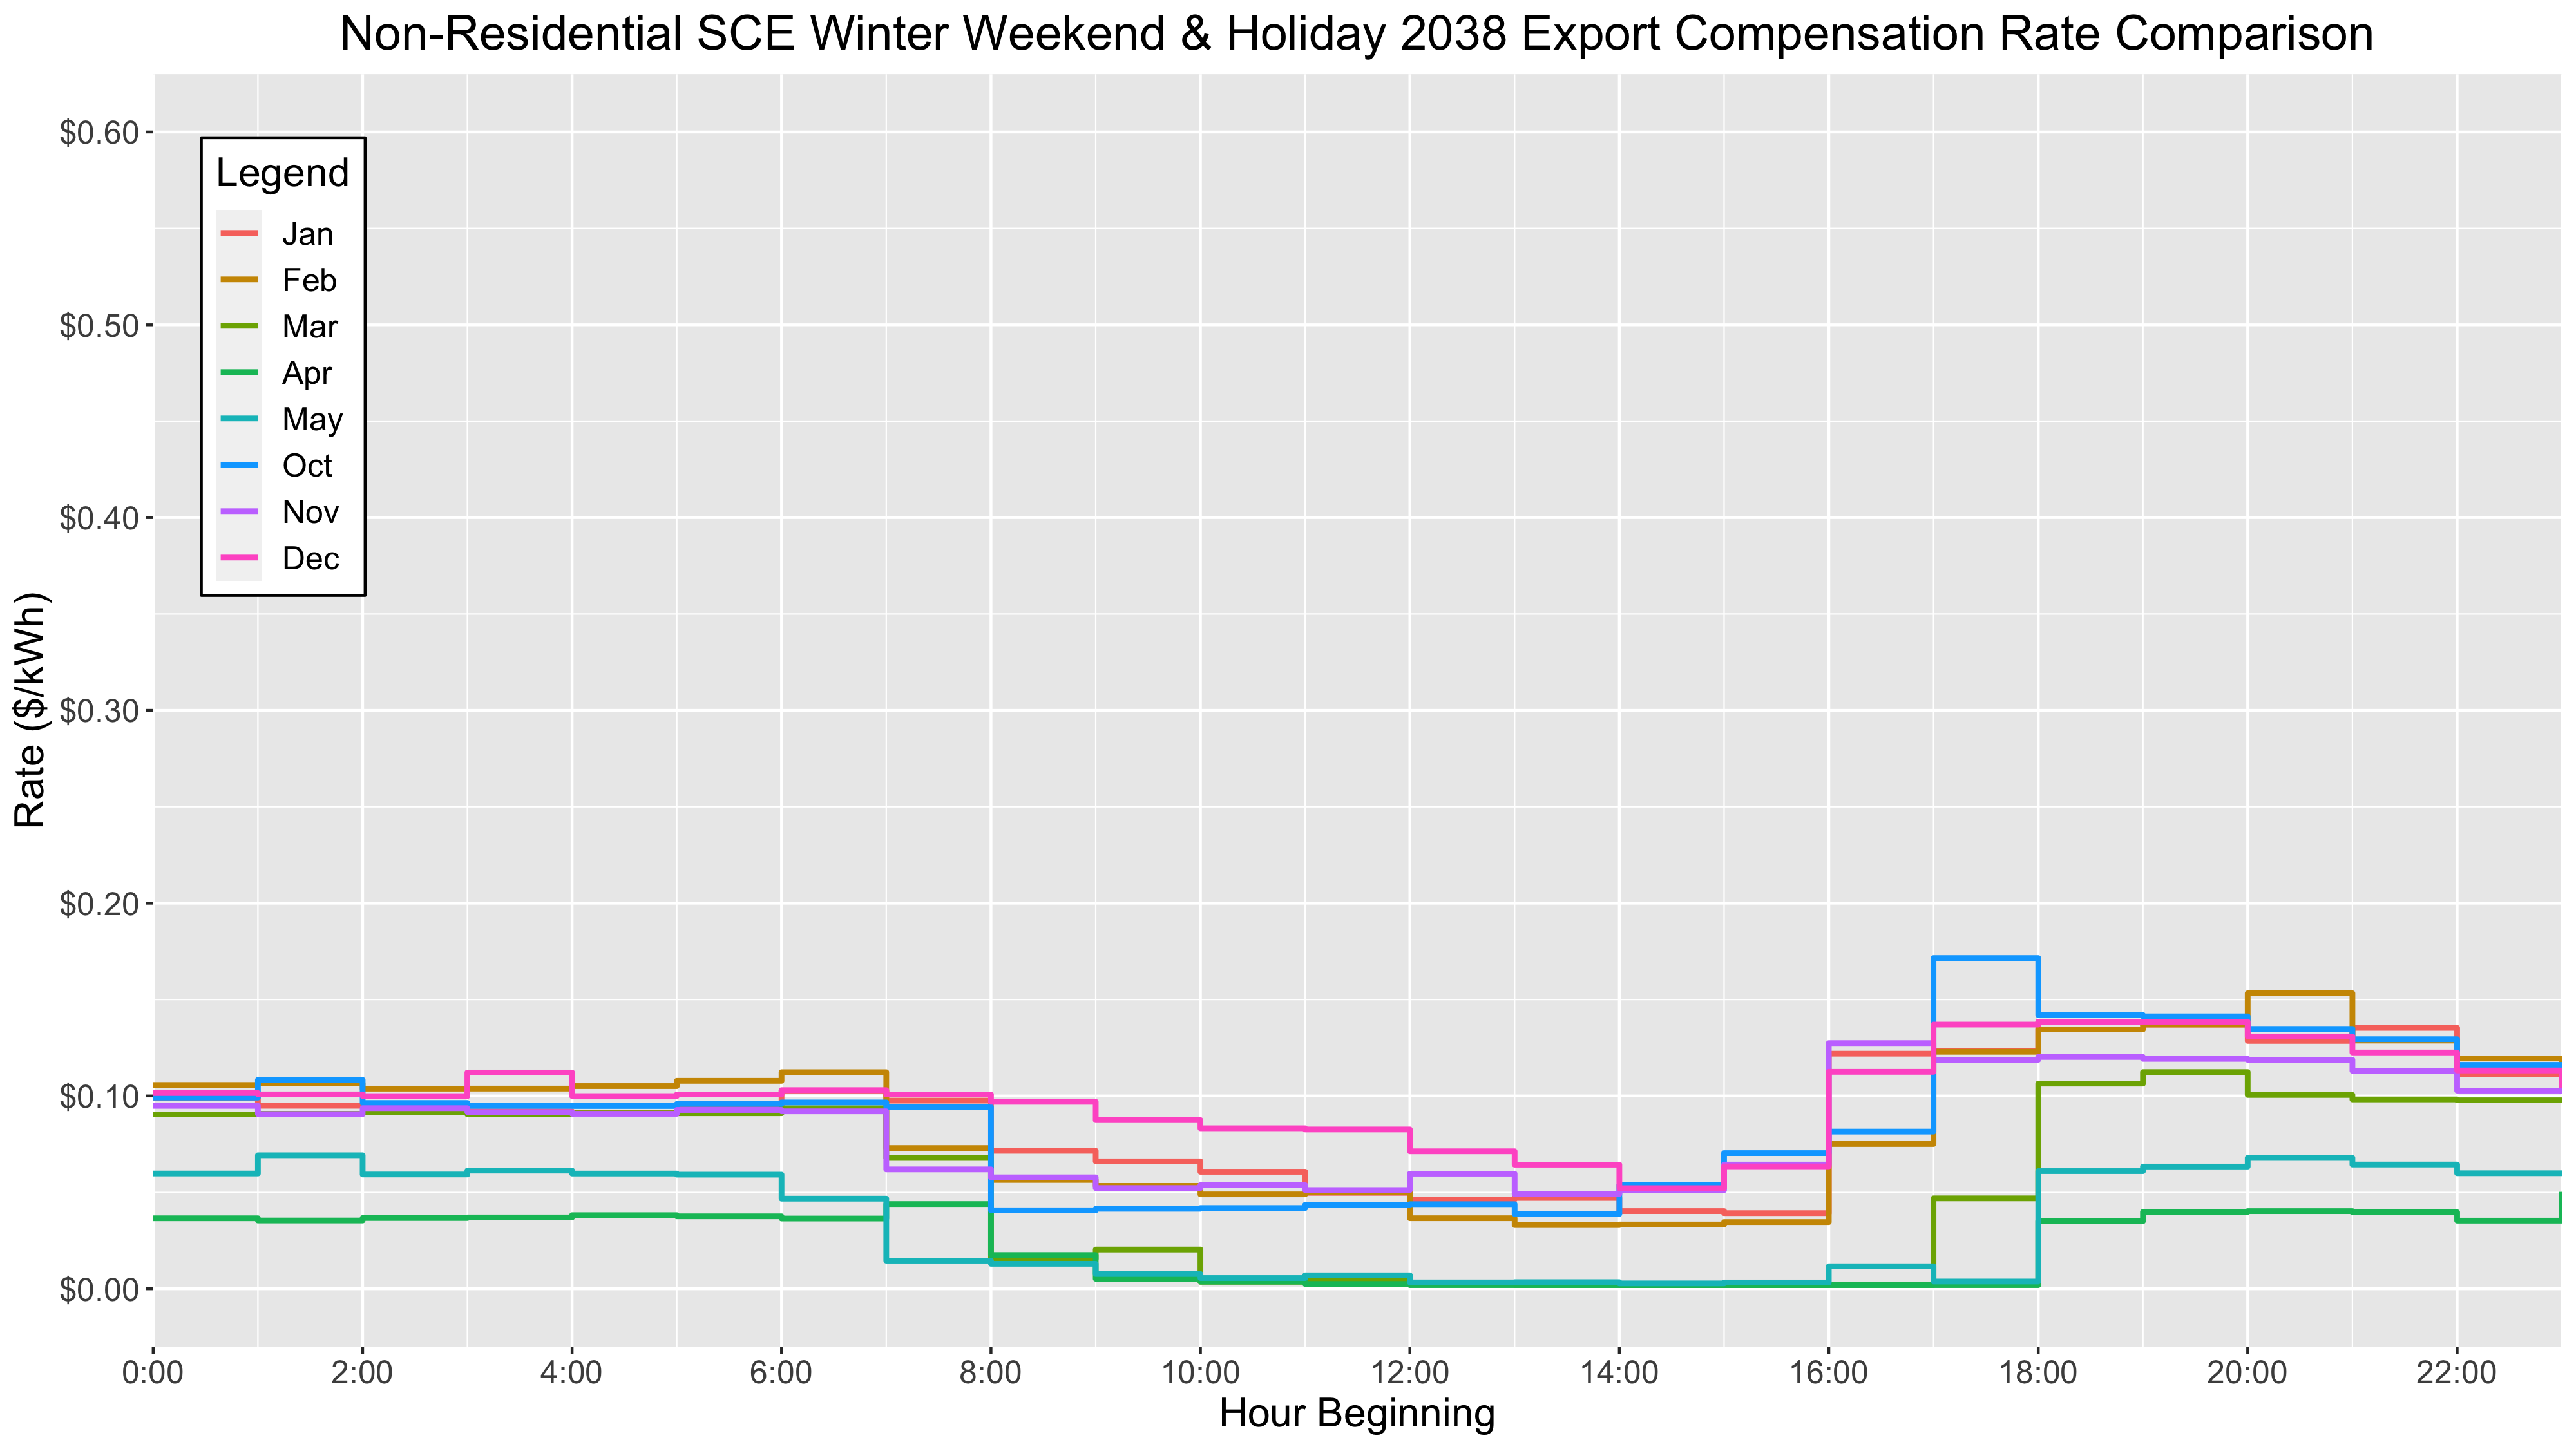 Non-Residential SCE Winter Weekend & Holiday 2038 Export Compensation Rate Comparison
Rate ($/kWh)
$0.60
$0.50
$0.40
$0.30
$0.20
$0.10
$0.00
Legend
Jan
Feb
Mar
Apr
May
Oct
Nov
Dec
0:00 2:00 4:00 6:00 8:00 10:00 12:00 14:00 16:00 18:00 20:00 22:00
Hour Beginning